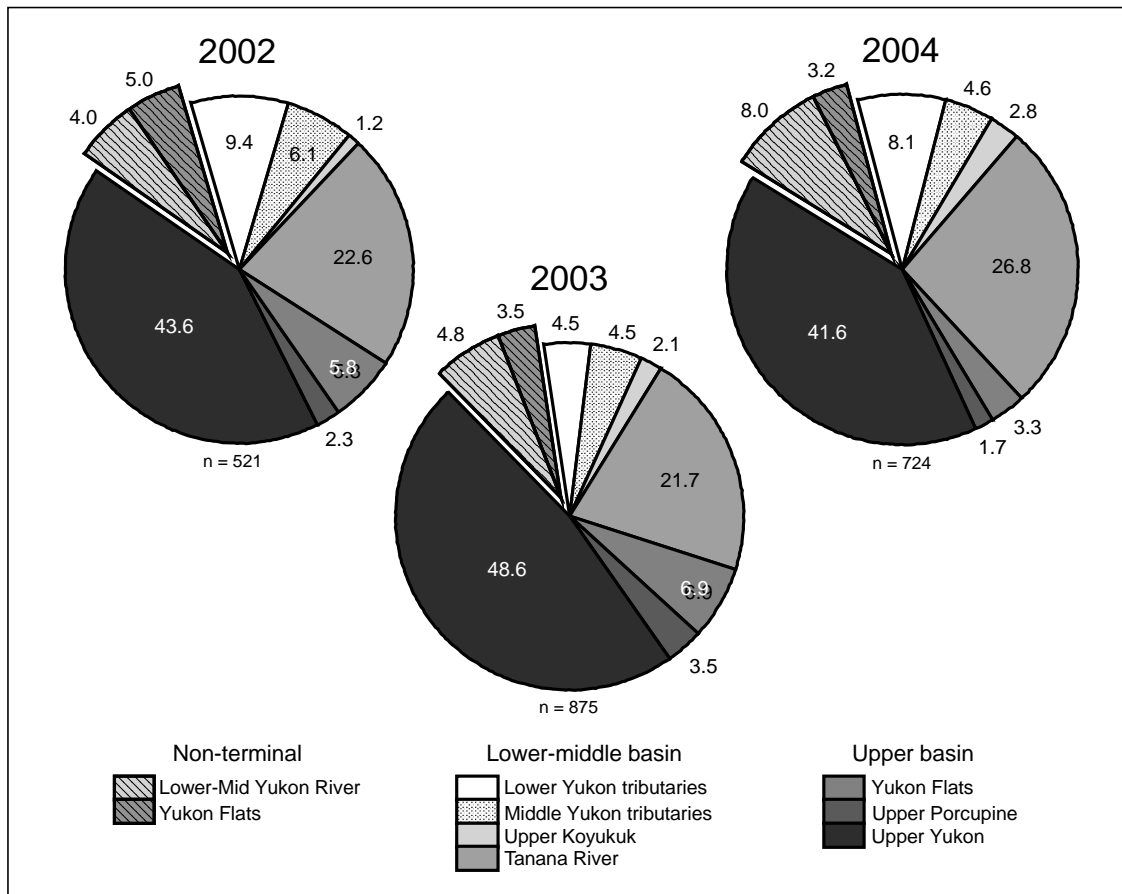 2002
5.0
4.0
9.4
6.1
1.2
22.6
43.6
5.8
2.3
n = 521
2004
3.2
8.0
8.1
4.6
2.8
26.8
41.6
3.3
1.7
n = 724
2003
3.5
4.8
4.5
4.5
2.1
21.7
48.6
6.9
3.5
n = 875
Non-terminal
Lower-Mid Yukon River
Yukon Flats
Lower-middle basin
Lower Yukon tributaries
Middle Yukon tributaries
Upper Koyukuk
Tanana River
Upper basin
Yukon Flats
Upper Porcupine
Upper Yukon